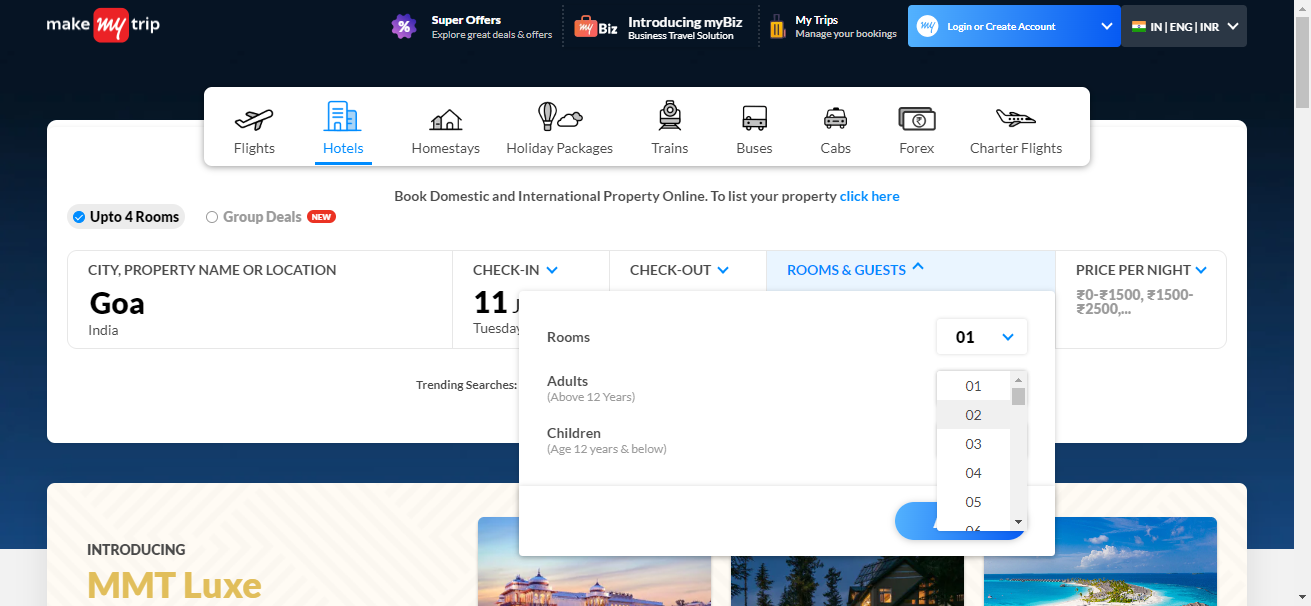 make my trip
%
Super Offers
Explore great deals & offers
my Biz
Introducing myBiz
Business Travel Solution
My Trips
Manage your bookings
my
Login or Create Account
IN | ENG | INR
Flights
Hotels
Homestays
Holiday Packages
Trains
Buses
Cabs
₹
Forex
Charter Flights
Book Domestic and International Property Online. To list your property click here
Upto 4 Rooms
Group Deals NEW
CITY, PROPERTY NAME OR LOCATION
Goa
India
CHECK-IN
11
Tuesday
CHECK-OUT
ROOMS & GUESTS
PRICE PER NIGHT
₹0-₹1500, ₹1500-
₹2500,...
Rooms
01
Adults
(Above 12 Years)
Children
(Age 12 years & below)
01
02
03
04
05
06
Trending Searches:
INTRODUCING
MMT Luxe